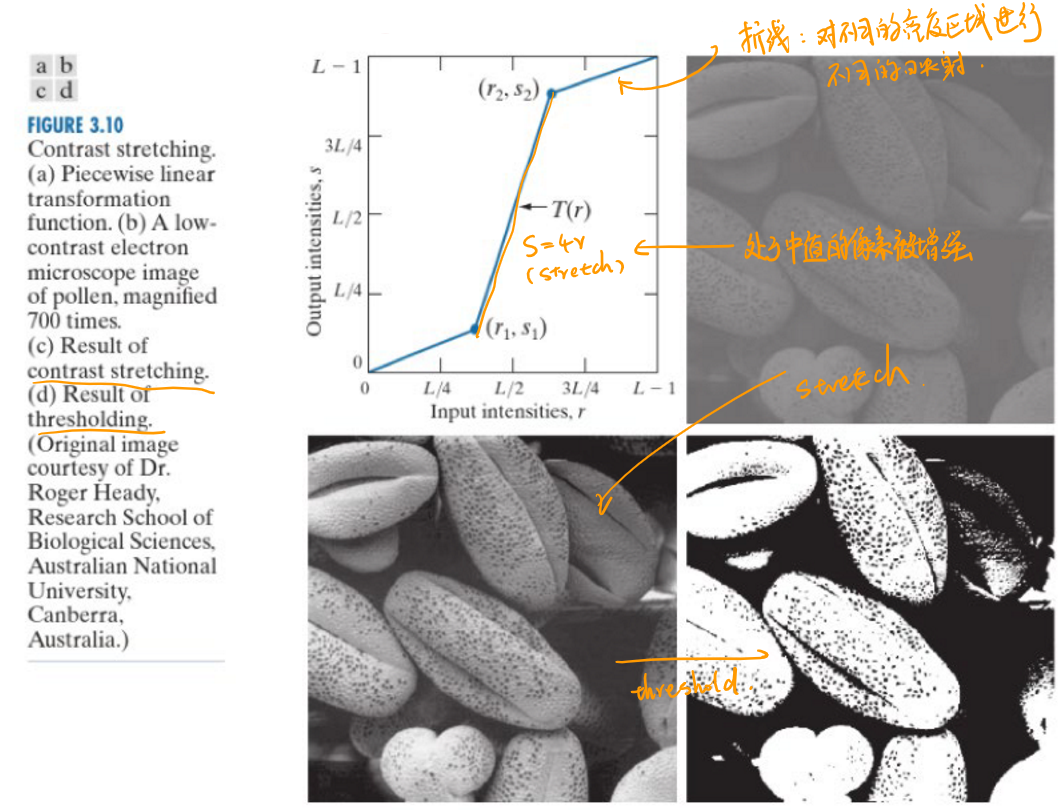 a b
c d
FIGURE 3.10
Contrast stretching.
(a) Piecewise linear
transformation
function. (b) A low-
contrast electron
microscope image
of pollen, magnified
700 times.
(c) Result of
contrast stretching.
(d) Result of
thresholding.
(Original image
courtesy of Dr.
Roger Heady,
Research School of
Biological Sciences,
Australian National
University,
Canberra,
Australia.)
L − 1
3L/4
L/2
L/4
0
Output intensities, s
(r₂, s₂)
T(r)
S=4r
(stretch)
(r₁, s₁)
0
L/4
L/2
3L/4
L − 1
Input intensities, r
折线：对不同的亮度区域进行
不同的映射.
处于中值的像素被增强
stretch.
threshold.